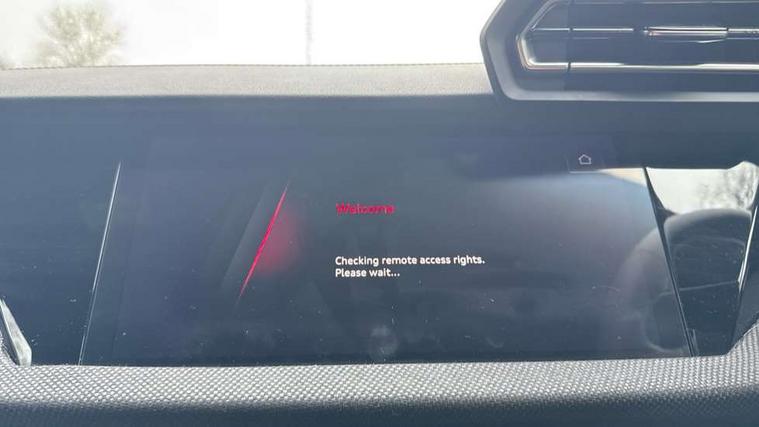 Welcome
Checking remote access rights.
Please wait...